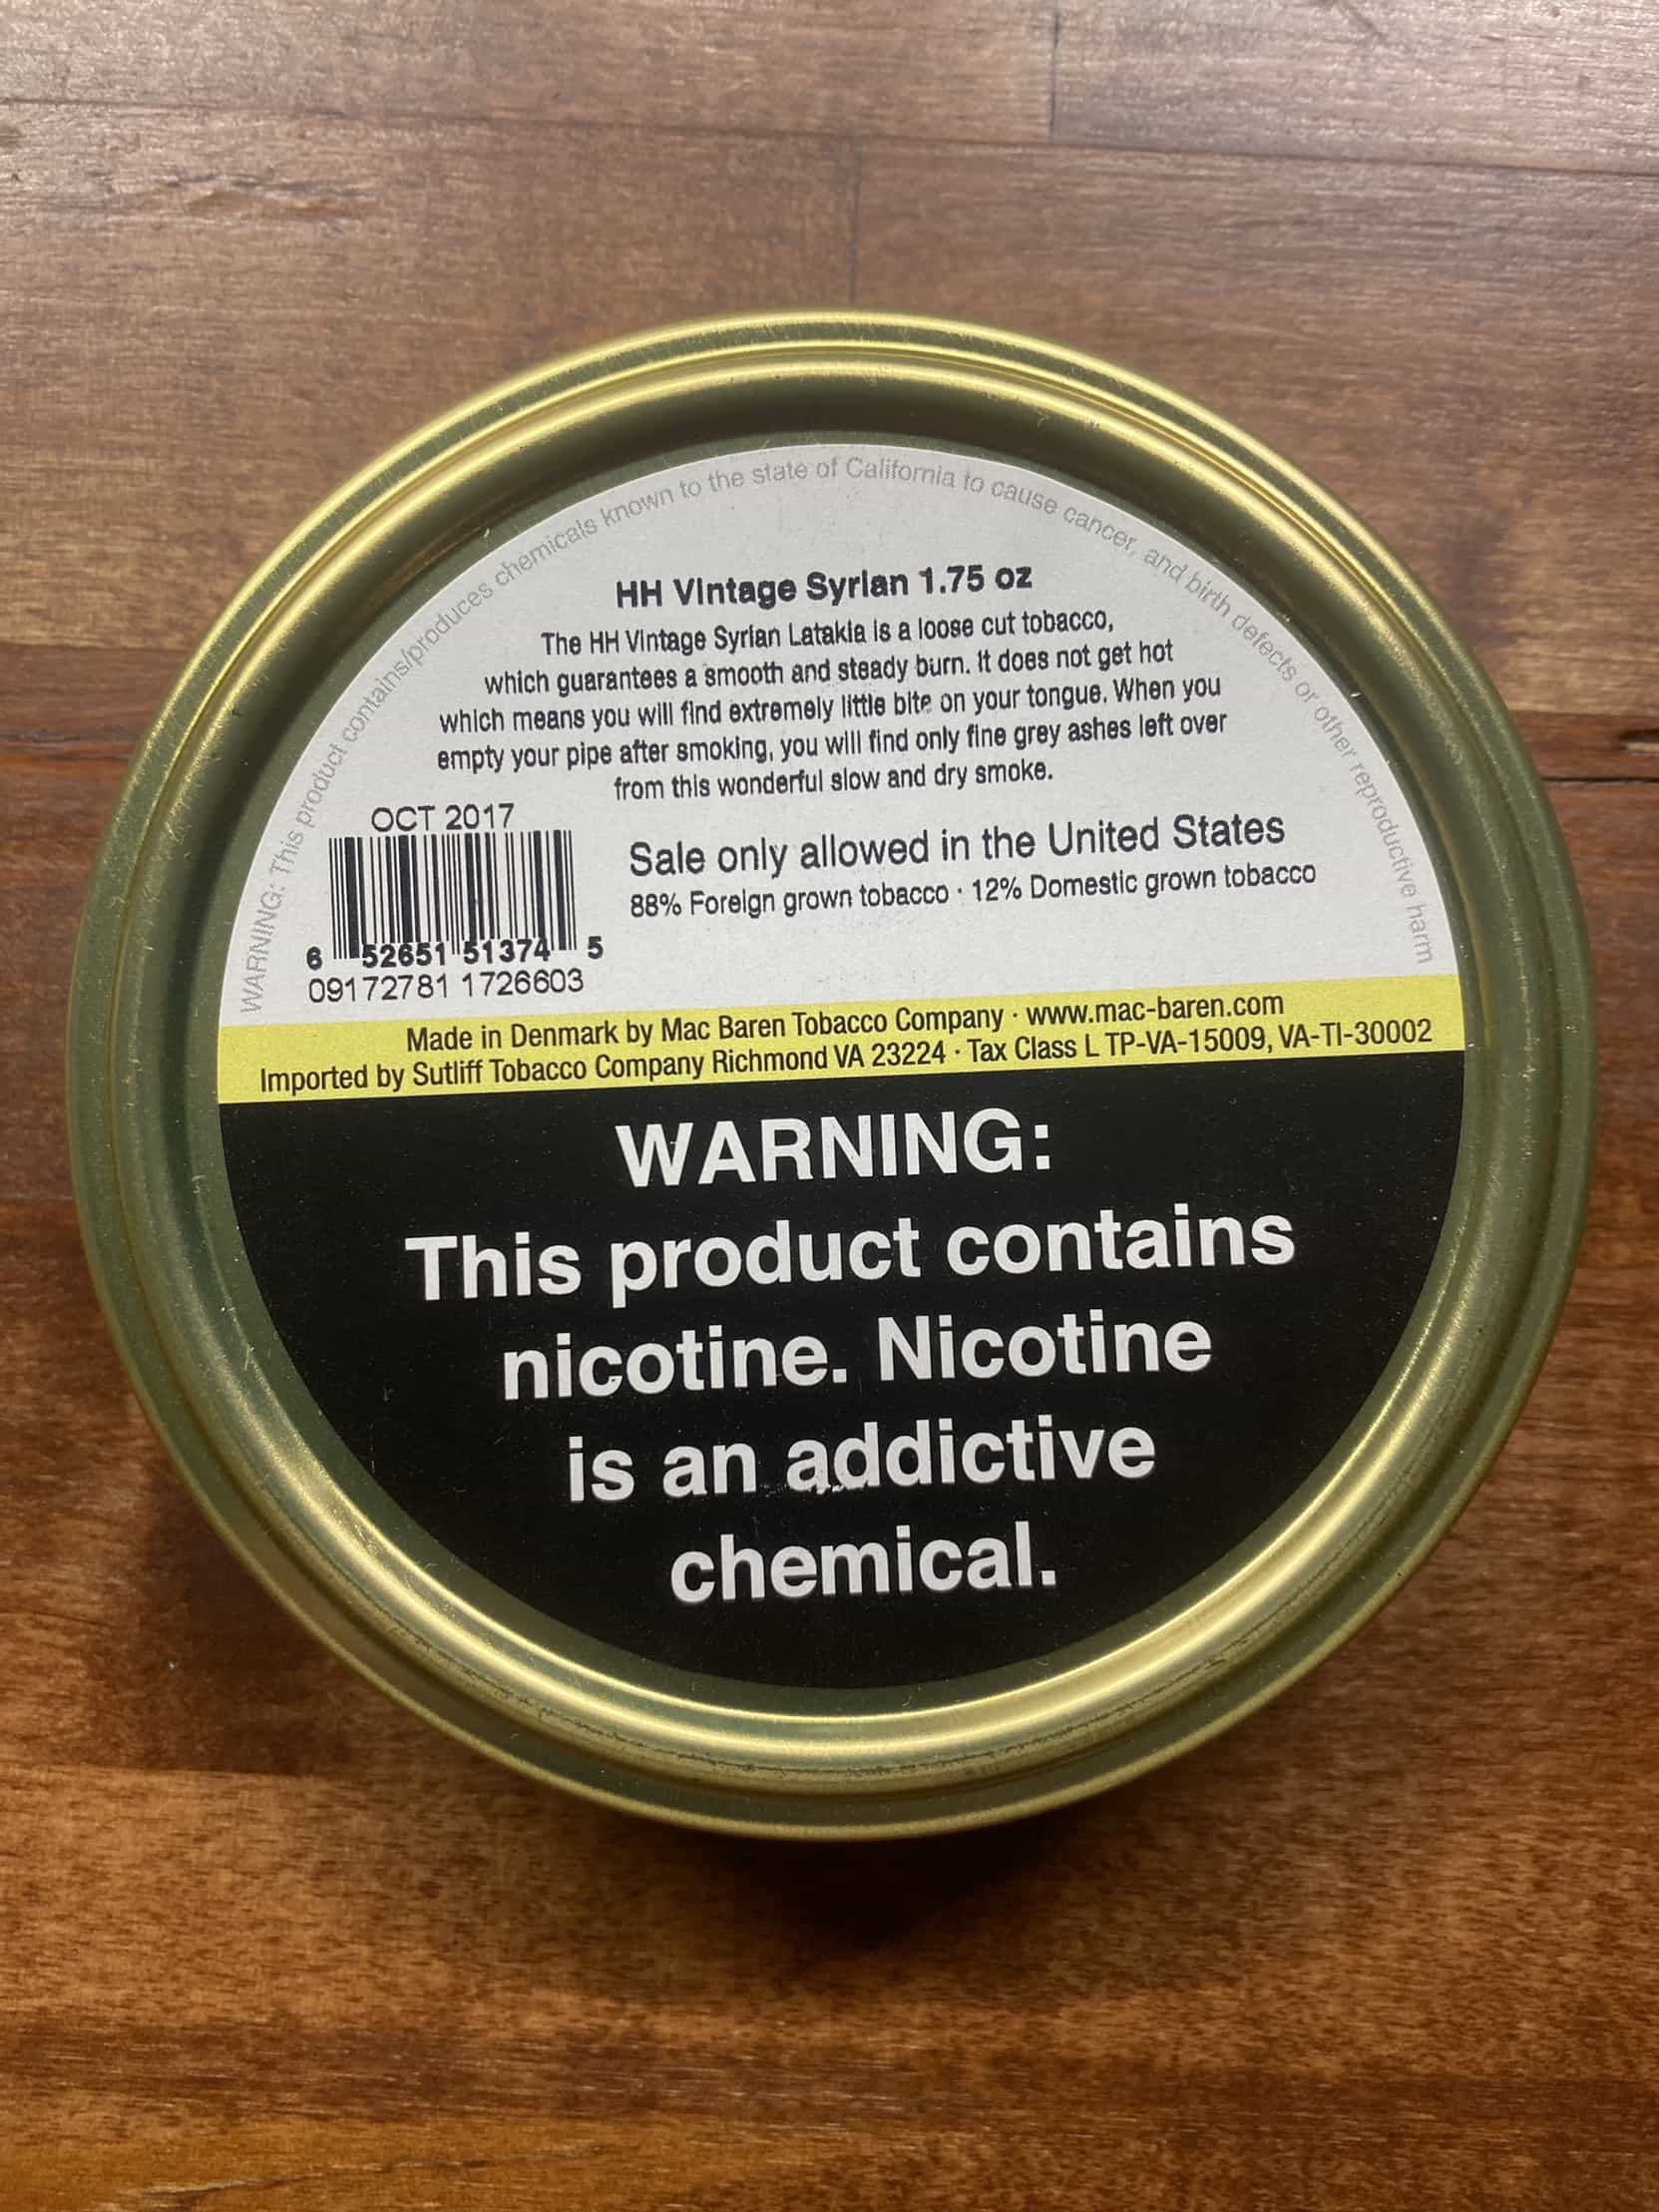 WARNING: This product contains/produces chemicals known to the state of California to cause cancer, and birth defects or other reproductive harm
HH Vintage Syrian 1.75 oz
The HH Vintage Syrian Latakia is a loose cut tobacco,
which guarantees a smooth and steady burn. It does not get hot
which means you will find extremely little bite on your tongue. When you
empty your pipe after smoking, you will find only fine grey ashes left over
from this wonderful slow and dry smoke.
OCT 2017
Sale only allowed in the United States
88% Foreign grown tobacco · 12% Domestic grown tobacco
6 52651 51374 5
09172781 1726603
Made in Denmark by Mac Baren Tobacco Company · www.mac-baren.com
Imported by Sutliff Tobacco Company Richmond VA 23224 · Tax Class L TP-VA-15009, VA-TI-30002
WARNING:
This product contains
nicotine. Nicotine
is an addictive
chemical.